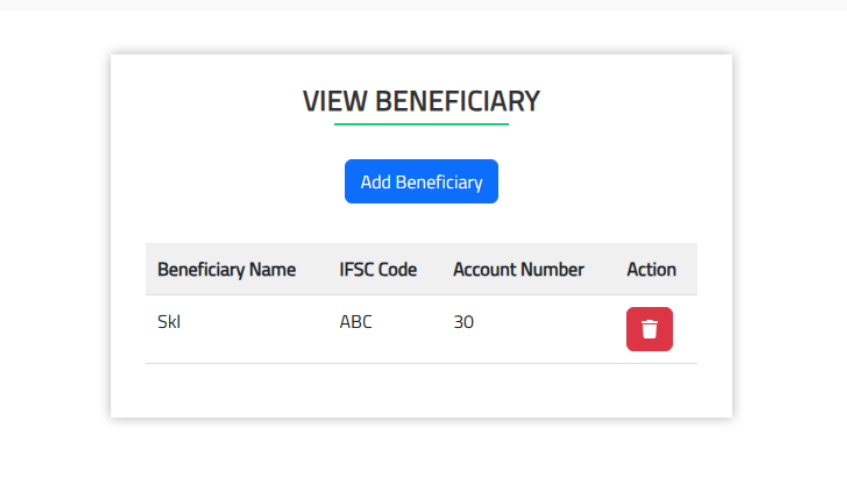 VIEW BENEFICIARY
Add Beneficiary
Beneficiary Name IFSC Code Account Number Action
Skl ABC 30